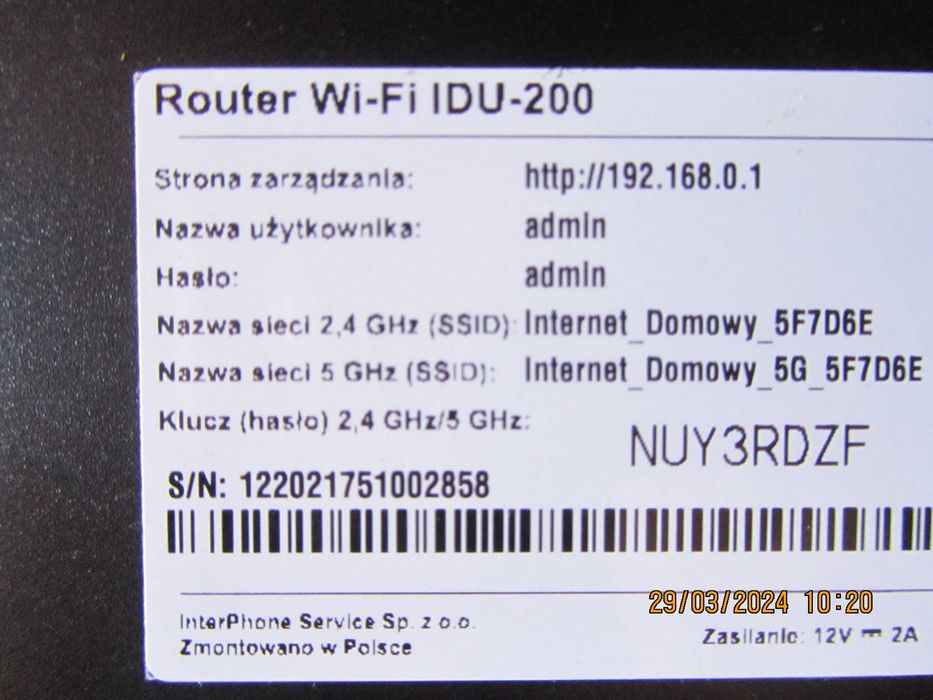 Router Wi-Fi IDU-200
Strona zarządzania: http://192.168.0.1
Nazwa użytkownika: admin
Hasło: admin
Nazwa sieci 2,4 GHz (SSID): Internet_Domowy_5F7D6E
Nazwa sieci 5 GHz (SSID): Internet_Domowy_5G_5F7D6E
Klucz (hasło) 2,4 GHz/5 GHz: NUY3RDZF
S/N: 122021751002858
29/03/2024 10:20
InterPhone Service Sp. z o.o.
Zmontowano w Polsce
Zasilanie: 12V ⎓ 2A